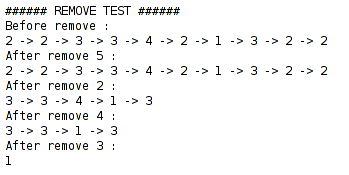 ###### REMOVE TEST ######
Before remove :
2 -> 2 -> 3 -> 3 -> 4 -> 2 -> 1 -> 3 -> 2 -> 2
After remove 5 :
2 -> 2 -> 3 -> 3 -> 4 -> 2 -> 1 -> 3 -> 2 -> 2
After remove 2 :
3 -> 3 -> 4 -> 1 -> 3
After remove 4 :
3 -> 3 -> 1 -> 3
After remove 3 :
1